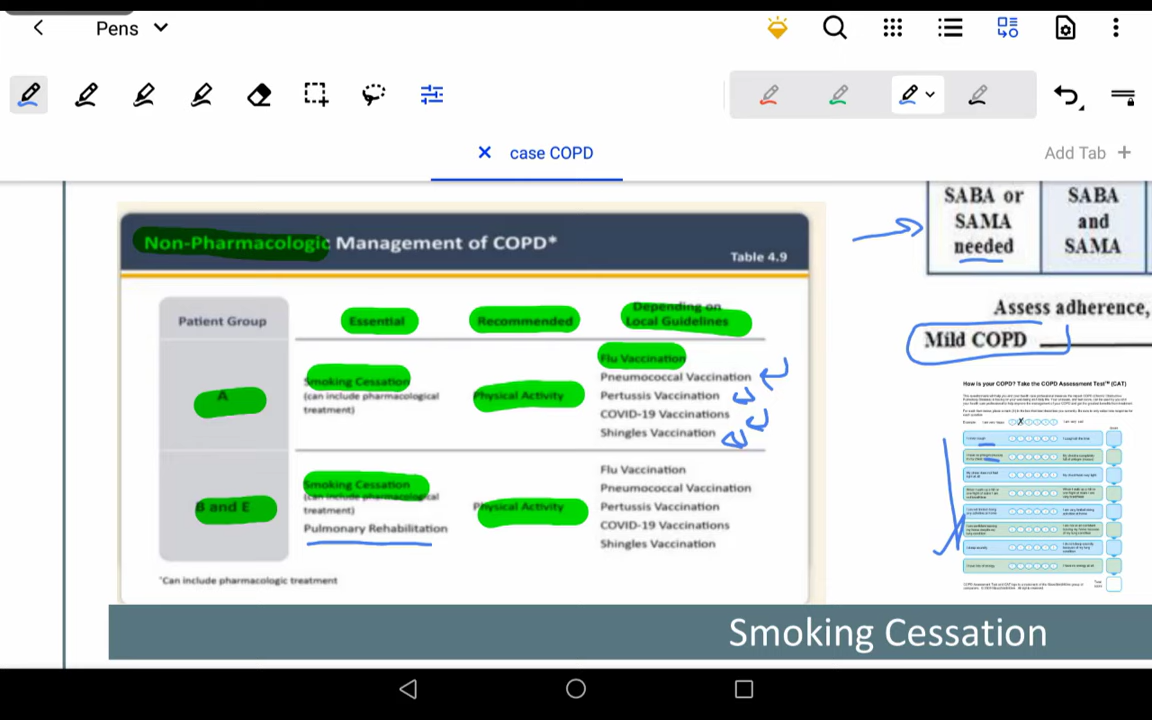 Pens
case COPD
Add Tab
Non-Pharmacologic Management of COPD*
Table 4.9
Patient Group
Essential
Recommended
Depending on
Local Guidelines
A
Smoking Cessation
(can include pharmacologic
treatment)
Physical Activity
Flu Vaccination
Pneumococcal Vaccination
Pertussis Vaccination
COVID-19 Vaccinations
Shingles Vaccination
B and E
Smoking Cessation
(can include pharmacological
treatment)
Pulmonary Rehabilitation
Physical Activity
Flu Vaccination
Pneumococcal Vaccination
Pertussis Vaccination
COVID-19 Vaccinations
Shingles Vaccination
*Can include pharmacologic treatment
Smoking Cessation
SABA or
SAMA
needed
SABA
and
SAMA
Assess adherence,
Mild COPD
How is your COPD? Take the COPD Assessment Test™ (CAT)